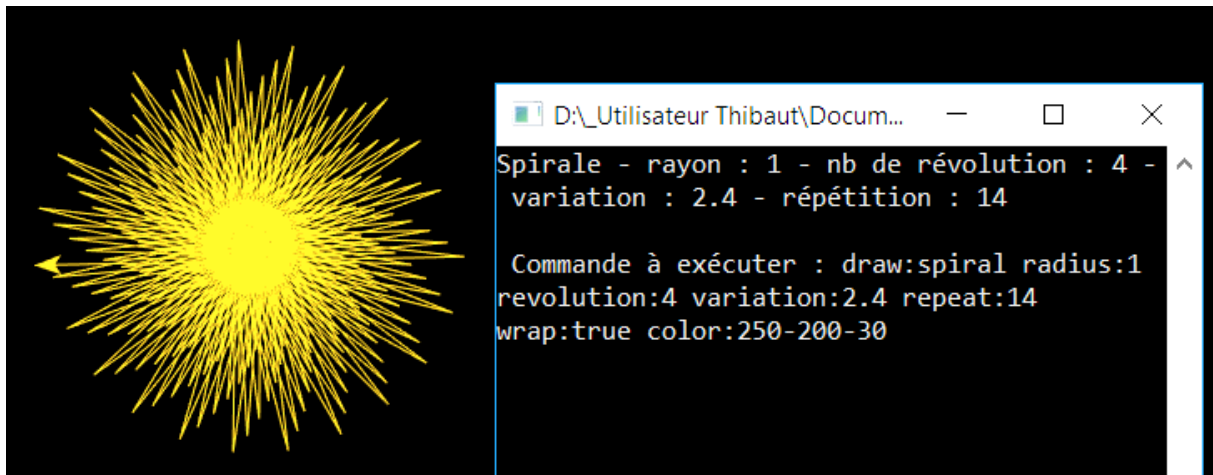 D:\_Utilisateur Thibaut\Docum...
Spirale - rayon : 1 - nb de révolution : 4 -
variation : 2.4 - répétition : 14
Commande à exécuter : draw:spiral radius:1
revolution:4 variation:2.4 repeat:14
wrap:true color:250-200-30